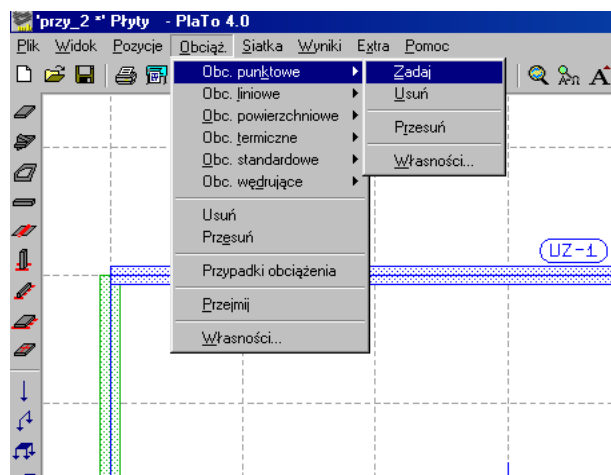 'przy_2 *' Płyty - PlaTo 4.0
Plik Widok Pozycje Obciąż. Siatka Wyniki Extra Pomoc
Obc. punktowe
Obc. liniowe
Obc. powierzchniowe
Obc. termiczne
Obc. standardowe
Obc. wędrujące
Usuń
Przesuń
Przypadki obciążenia
Przejmij
Własności...
Zadaj
Usuń
Przesuń
Własności...
UZ-1